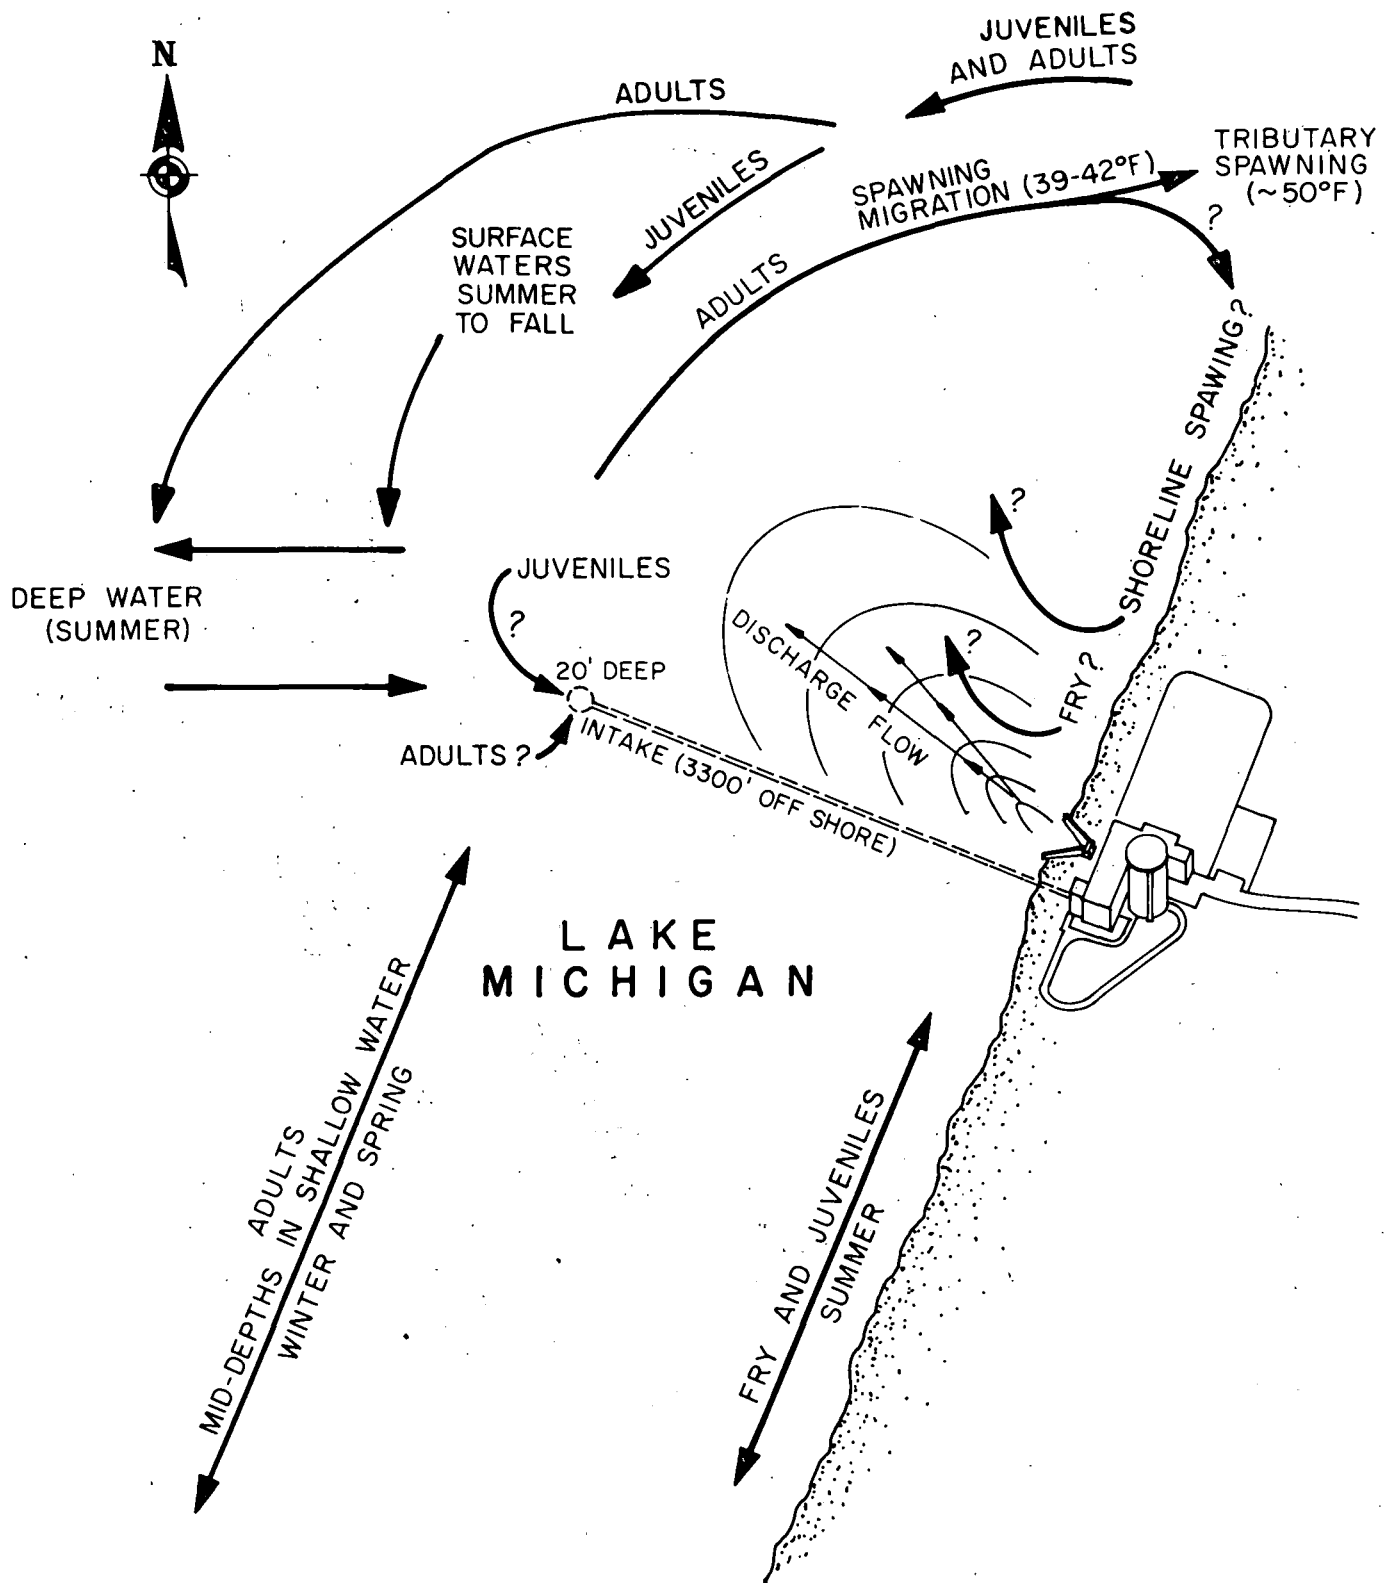 N
JUVENILES
AND ADULTS
ADULTS
JUVENILES
SPAWNING
MIGRATION (39-42°F)
TRIBUTARY
SPAWNING
(~50°F)
?
SURFACE
WATERS
SUMMER
TO FALL
ADULTS
SHORELINE SPAWING?
?
JUVENILES
?
DEEP WATER
(SUMMER)
20' DEEP
ADULTS?
INTAKE (3300' OFF SHORE)
DISCHARGE FLOW
?
FRY?
LAKE
MICHIGAN
ADULTS
MID-DEPTHS IN SHALLOW WATER
WINTER AND SPRING
FRY AND JUVENILES
SUMMER